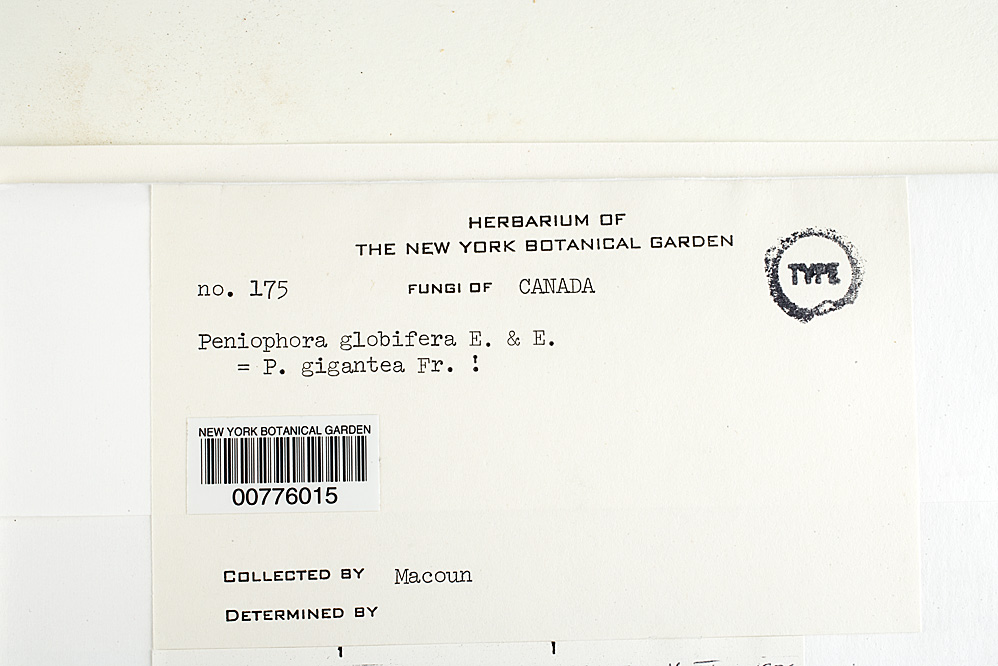 HERBARIUM OF
THE NEW YORK BOTANICAL GARDEN
TYPE
no. 175 FUNGI OF CANADA
Peniophora globifera E. & E.
= P. gigantea Fr. !
NEW YORK BOTANICAL GARDEN
00776015
COLLECTED BY Macoun
DETERMINED BY